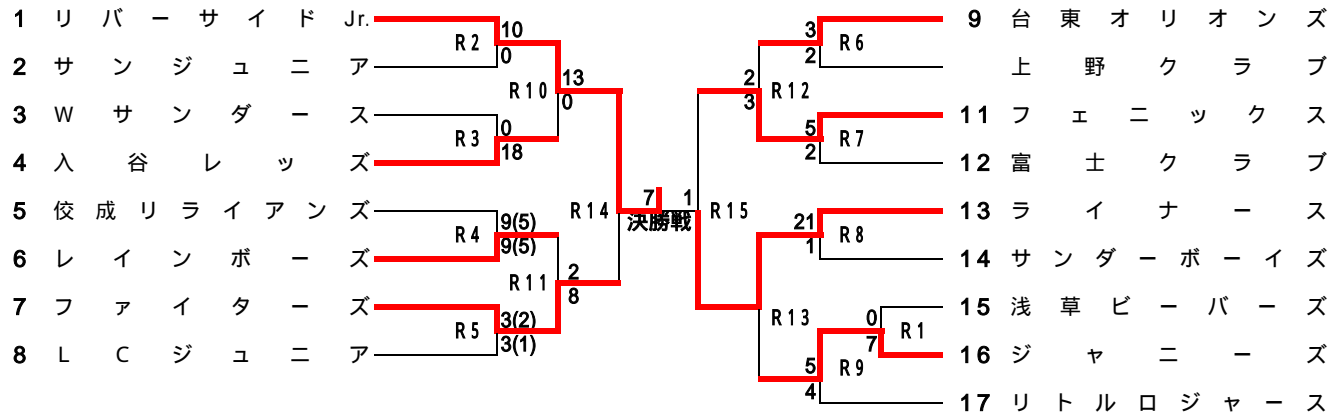 1 リバーサイドJr.
R2
10
0
2 サンジュニア
R10
13
0
3 Wサンダース
R3
0
18
4 入谷レッズ
5 佼成リライアンズ
R4
9(5)
9(5)
6 レインボーズ
R11
2
8
7 ファイターズ
R5
3(2)
3(1)
8 LCジュニア
R14
7 1
決勝戦
R15
9 台東オリオンズ
3
R6
2
上野クラブ
2
R12
3
11 フェニックス
5
R7
2
12 富士クラブ
13 ライナース
21
R8
1
14 サンダーボーイズ
R13
15 浅草ビーバーズ
0
R1
7
16 ジャニーズ
5
R9
4
17 リトルロジャース